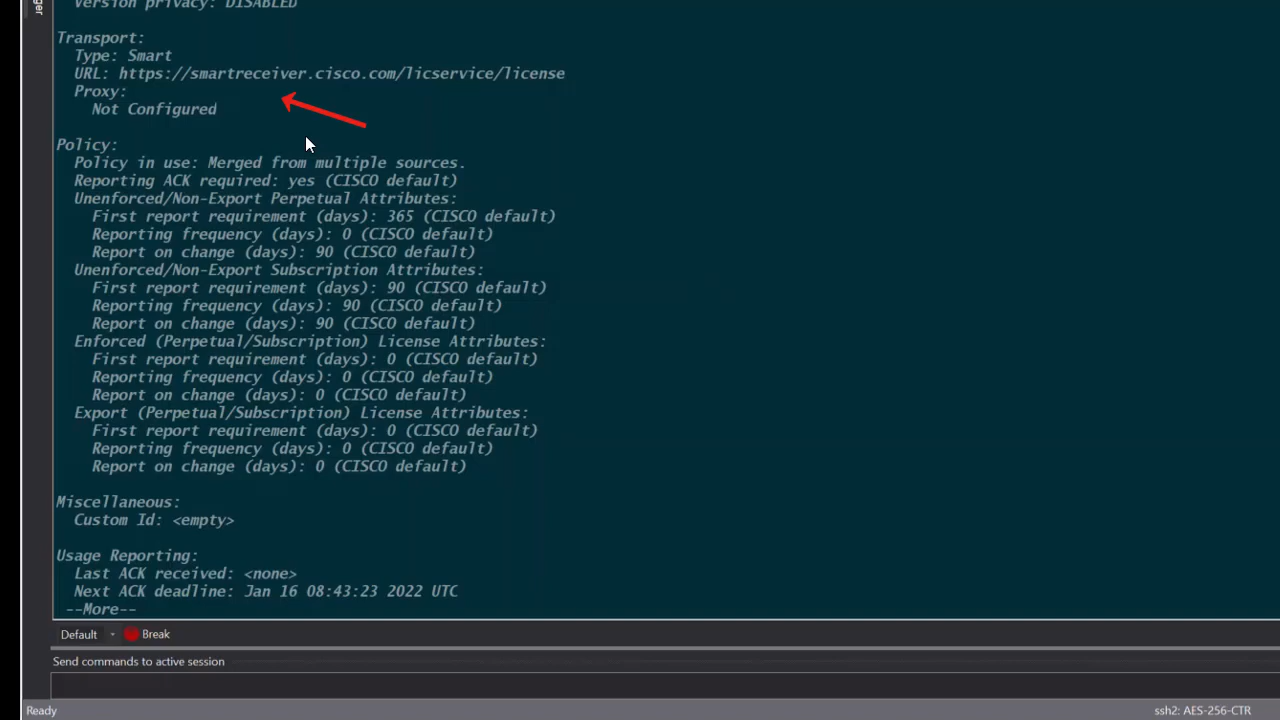 ger
Version privacy: DISABLED
Transport:
Type: Smart
URL: https://smartreceiver.cisco.com/licservice/license
Proxy:
Not Configured
Policy:
Policy in use: Merged from multiple sources.
Reporting ACK required: yes (CISCO default)
Unenforced/Non-Export Perpetual Attributes:
First report requirement (days): 365 (CISCO default)
Reporting frequency (days): 0 (CISCO default)
Report on change (days): 90 (CISCO default)
Unenforced/Non-Export Subscription Attributes:
First report requirement (days): 90 (CISCO default)
Reporting frequency (days): 90 (CISCO default)
Report on change (days): 90 (CISCO default)
Enforced (Perpetual/Subscription) License Attributes:
First report requirement (days): 0 (CISCO default)
Reporting frequency (days): 0 (CISCO default)
Report on change (days): 0 (CISCO default)
Export (Perpetual/Subscription) License Attributes:
First report requirement (days): 0 (CISCO default)
Reporting frequency (days): 0 (CISCO default)
Report on change (days): 0 (CISCO default)
Miscellaneous:
Custom Id: <empty>
Usage Reporting:
Last ACK received: <none>
Next ACK deadline: Jan 16 08:43:23 2022 UTC
--More--
Default Break
Send commands to active session
Ready ssh2: AES-256-CTR